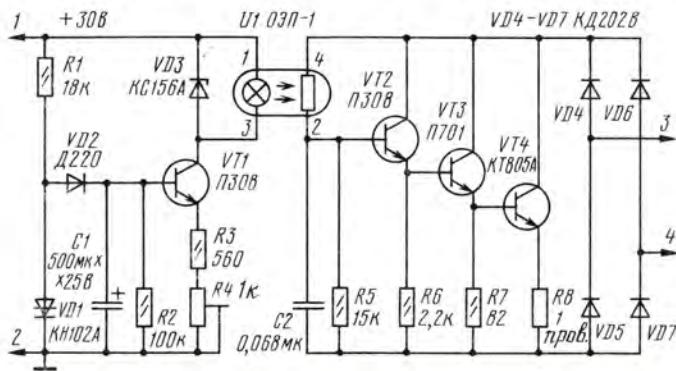 1
+30В
U1 ОЭП-1
VD4-VD7 КД202В
R1
18к
VD3
КС156А
1
4
3
2
VT2
П308
VT3
П701
VT4
КТ805А
VD4
VD6
3
VD2
Д220
VT1
П308
4
C1
500мк×
×25В
+
R3
560
R4 1к
VD1
КН102А
R2
100к
C2
0,068мк
R5
15к
R6
2,2к
R7
82
R8
1
пров.
VD5
VD7
2